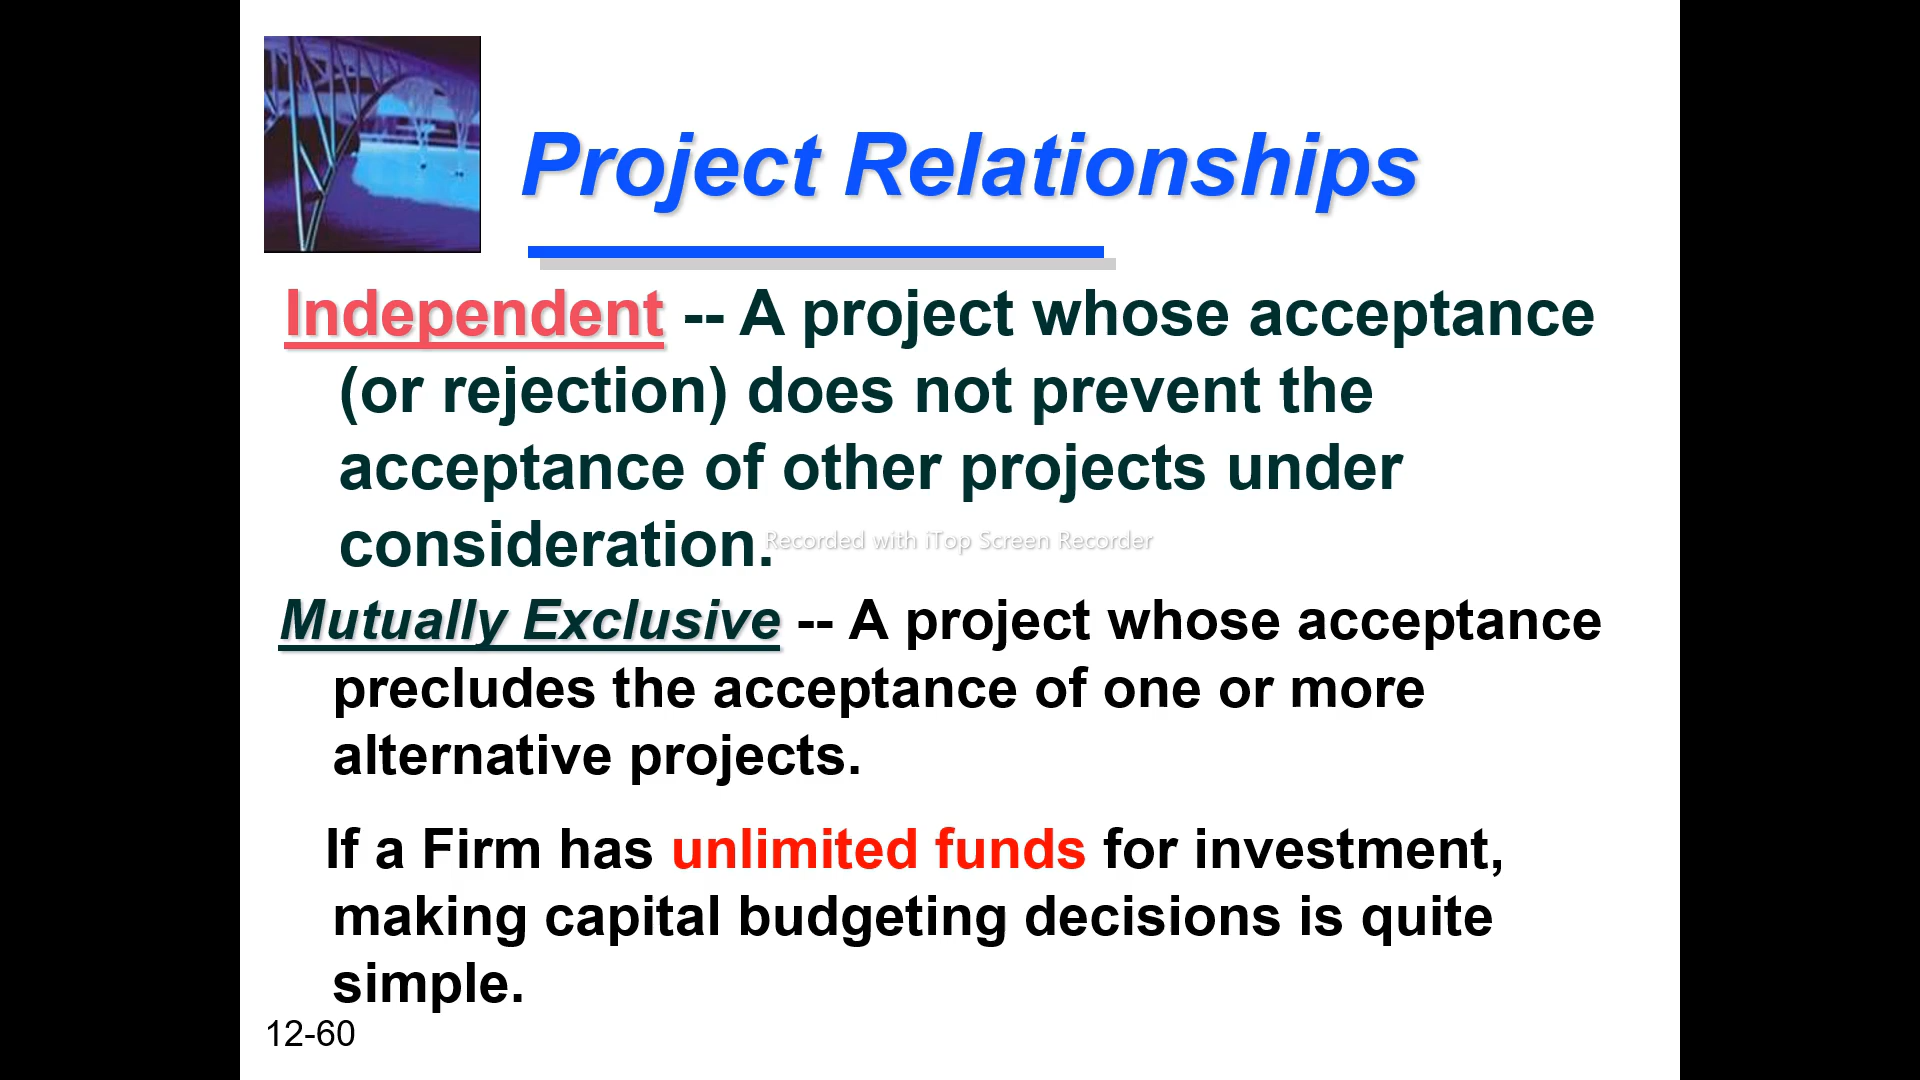 Project Relationships
Independent -- A project whose acceptance
(or rejection) does not prevent the
acceptance of other projects under
consideration.
Recorded with iTop Screen Recorder
Mutually Exclusive -- A project whose acceptance
precludes the acceptance of one or more
alternative projects.
If a Firm has unlimited funds for investment,
making capital budgeting decisions is quite
simple.
12-60